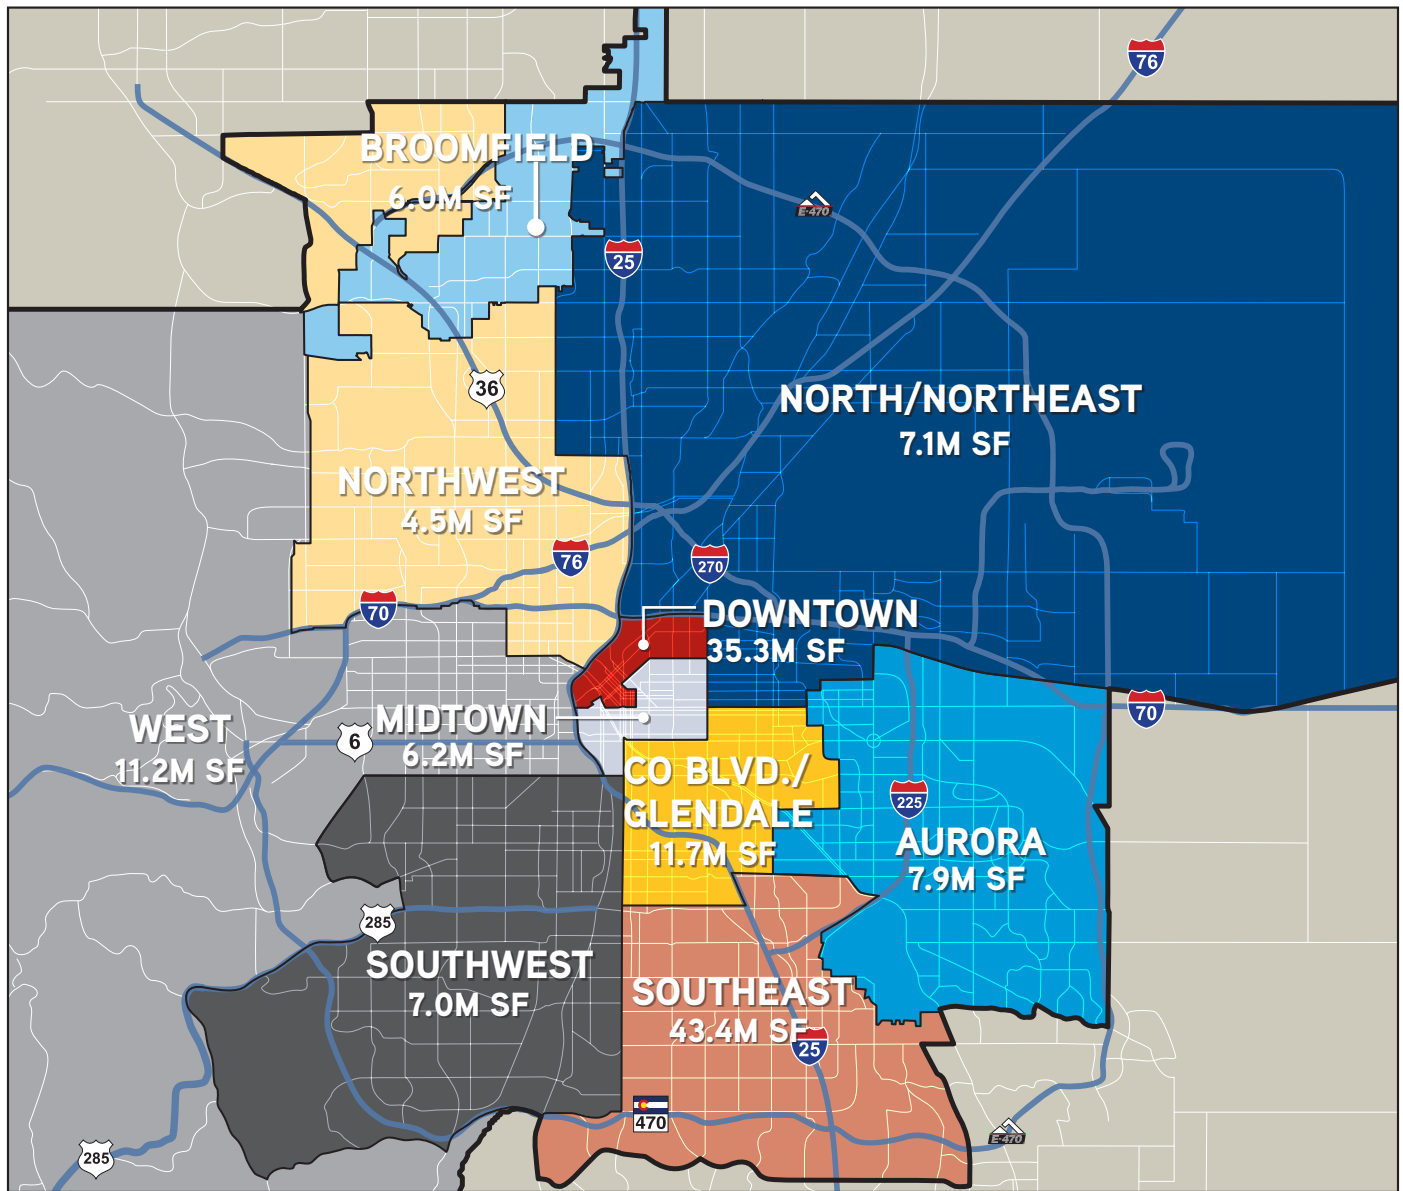 76
BROOMFIELD
6.0M SF
E-470
25
36
NORTH/NORTHEAST
7.1M SF
NORTHWEST
4.5M SF
76
270
70
DOWNTOWN
35.3M SF
WEST
11.2M SF
6
MIDTOWN
6.2M SF
70
CO BLVD./
GLENDALE
11.7M SF
225
AURORA
7.9M SF
285
SOUTHWEST
7.0M SF
SOUTHEAST
43.4M SF
25
470
E-470
285